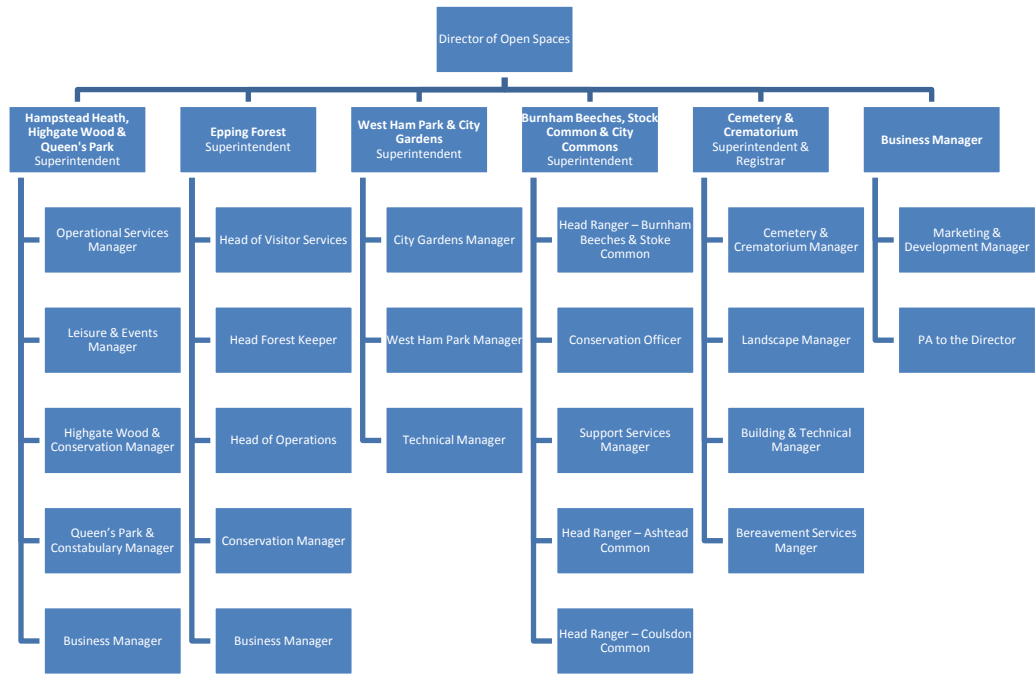 Director of Open Spaces
Hampstead Heath,
Highgate Wood &
Queen's Park
Superintendent
Epping Forest
Superintendent
West Ham Park & City
Gardens
Superintendent
Burnham Beeches, Stock
Common & City
Commons
Superintendent
Cemetery &
Crematorium
Superintendent &
Registrar
Business Manager
Operational Services
Manager
Leisure & Events
Manager
Highgate Wood &
Conservation Manager
Queen’s Park &
Constabulary Manager
Business Manager
Head of Visitor Services
Head Forest Keeper
Head of Operations
Conservation Manager
Business Manager
City Gardens Manager
West Ham Park Manager
Technical Manager
Head Ranger – Burnham
Beeches & Stoke
Common
Conservation Officer
Support Services
Manager
Head Ranger – Ashtead
Common
Head Ranger – Coulsdon
Common
Cemetery &
Crematorium Manager
Landscape Manager
Building & Technical
Manager
Bereavement Services
Manger
Marketing &
Development Manager
PA to the Director